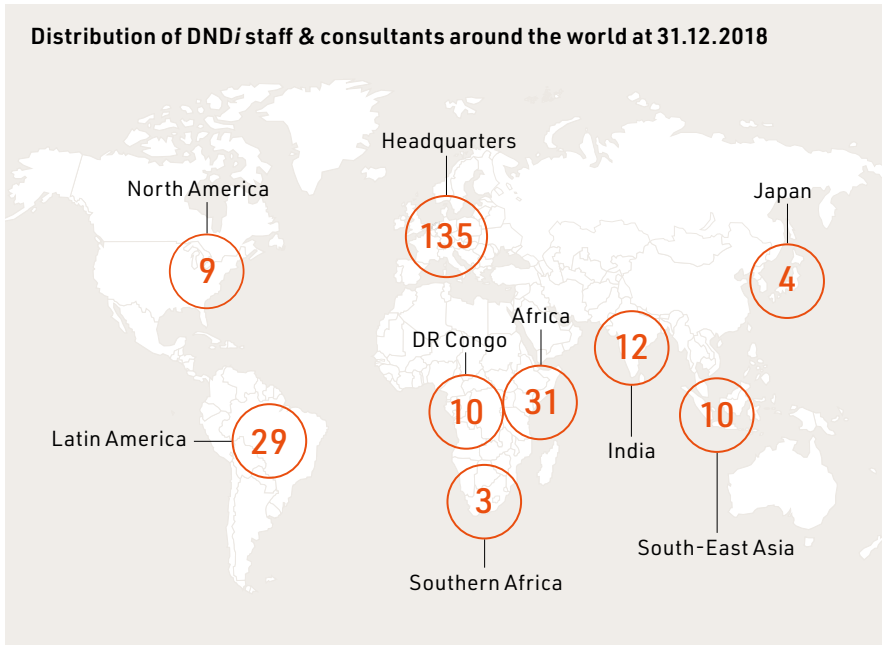 Distribution of DNDi staff & consultants around the world at 31.12.2018
Headquarters
135
North America
9
Japan
4
Africa
31
DR Congo
10
12
India
10
South-East Asia
Latin America
29
3
Southern Africa